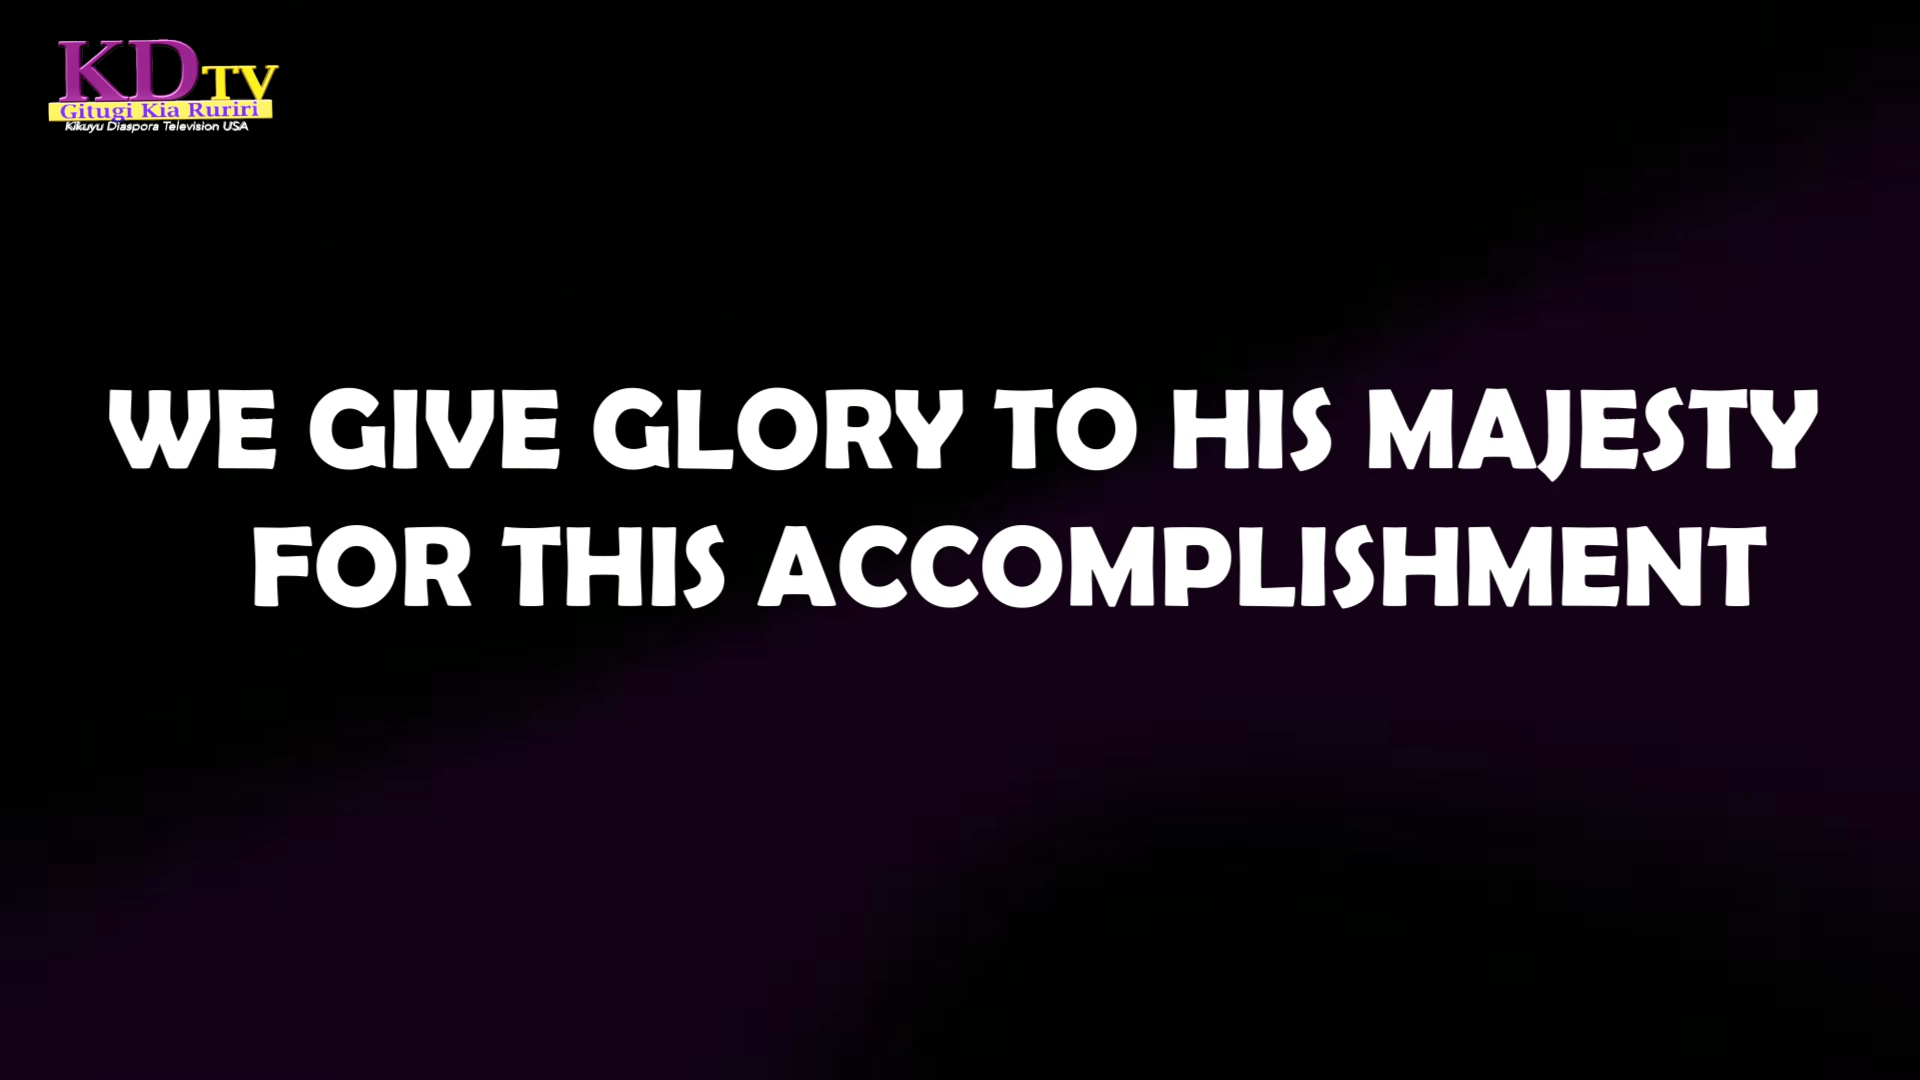 KDTV
Gitugi Kia Ruriri
Kikuyu Diaspora Television USA
WE GIVE GLORY TO HIS MAJESTY
FOR THIS ACCOMPLISHMENT